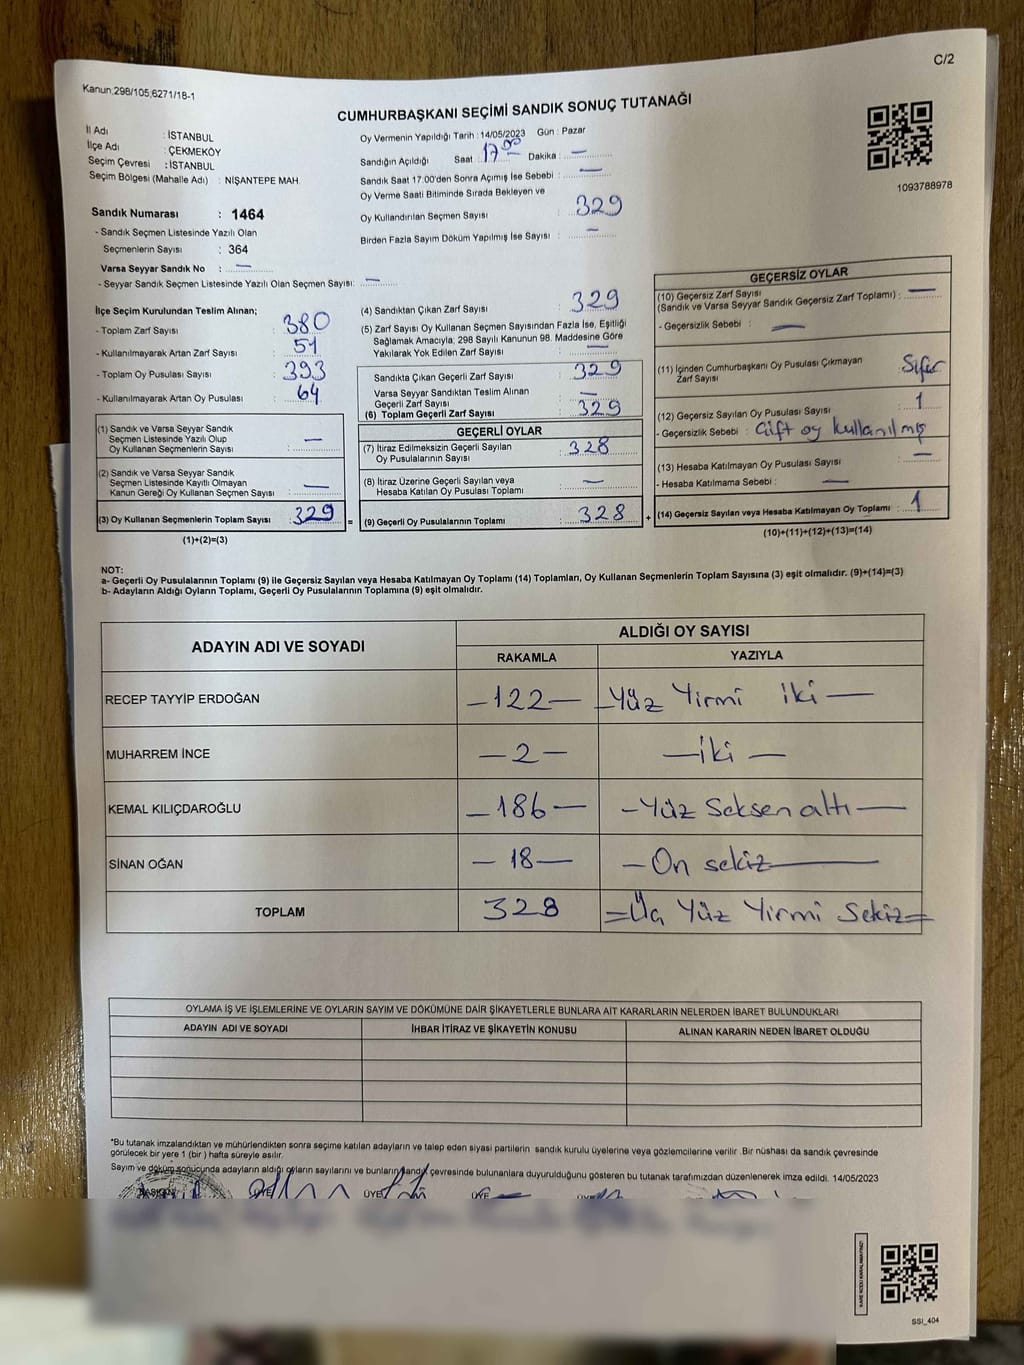 C/2
Kanun;298/105,6271/18-1
CUMHURBAŞKANI SEÇİMİ SANDIK SONUÇ TUTANAĞI
İl Adı : İSTANBUL
İlçe Adı : ÇEKMEKÖY
Seçim Çevresi : İSTANBUL
Seçim Bölgesi (Mahalle Adı) : NİŞANTEPE MAH.
Oy Vermenin Yapıldığı Tarih : 14/05/2023 Gün : Pazar
Sandığın Açıldığı Saat : 17 00 Dakika : —
Sandık Saat 17.00'den Sonra Açımış İse Sebebi : —
Oy Verme Saati Bitiminde Sırada Bekleyen ve
Oy Kullandırılan Seçmen Sayısı : 329
Birden Fazla Sayım Döküm Yapılmış İse Sayısı : —
1093788978
Sandık Numarası : 1464
- Sandık Seçmen Listesinde Yazılı Olan
Seçmenlerin Sayısı : 364
Varsa Seyyar Sandık No : —
- Seyyar Sandık Seçmen Listesinde Yazılı Olan Seçmen Sayısı: —
İlçe Seçim Kurulundan Teslim Alınan;
- Toplam Zarf Sayısı : 380
- Kullanılmayarak Artan Zarf Sayısı : 51
- Toplam Oy Pusulası Sayısı : 393
- Kullanılmayarak Artan Oy Pusulası : 64
(1) Sandık ve Varsa Seyyar Sandık
Seçmen Listesinde Yazılı Olup
Oy Kullanan Seçmenlerin Sayısı : —
(2) Sandık ve Varsa Seyyar Sandık
Seçmen Listesinde Kayıtlı Olmayan
Kanun Gereği Oy Kullanan Seçmen Sayısı : —
(3) Oy Kullanan Seçmenlerin Toplam Sayısı : 329 =
(1)+(2)=(3)
(4) Sandıktan Çıkan Zarf Sayısı : 329
(5) Zarf Sayısı Oy Kullanan Seçmen Sayısından Fazla İse, Eşitliği
Sağlamak Amacıyla, 298 Sayılı Kanunun 98. Maddesine Göre
Yakılarak Yok Edilen Zarf Sayısı : —
Sandıkta Çıkan Geçerli Zarf Sayısı : 329
Varsa Seyyar Sandıktan Teslim Alınan
Geçerli Zarf Sayısı : —
(6) Toplam Geçerli Zarf Sayısı : 329
GEÇERLİ OYLAR
(7) İtiraz Edilmeksizin Geçerli Sayılan
Oy Pusulalarının Sayısı : 328
(8) İtiraz Üzerine Geçerli Sayılan veya
Hesaba Katılan Oy Pusulası Toplamı : —
(9) Geçerli Oy Pusulalarının Toplamı : 328 +
GEÇERSİZ OYLAR
(10) Geçersiz Zarf Sayısı
(Sandık ve Varsa Seyyar Sandık Geçersiz Zarf Toplamı) : —
- Geçersizlik Sebebi : —
(11) İçinden Cumhurbaşkanı Oy Pusulası Çıkmayan
Zarf Sayısı : Sıfır
(12) Geçersiz Sayılan Oy Pusulası Sayısı : 1
- Geçersizlik Sebebi : Çift oy kullanılmış
(13) Hesaba Katılmayan Oy Pusulası Sayısı : —
- Hesaba Katılmama Sebebi : —
(14) Geçersiz Sayılan veya Hesaba Katılmayan Oy Toplamı : 1
(10)+(11)+(12)+(13)=(14)
NOT:
a- Geçerli Oy Pusulalarının Toplamı (9) ile Geçersiz Sayılan veya Hesaba Katılmayan Oy Toplamı (14) Toplamları, Oy Kullanan Seçmenlerin Toplam Sayısına (3) eşit olmalıdır. (9)+(14)=(3)
b- Adayların Aldığı Oyların Toplamı, Geçerli Oy Pusulalarının Toplamına (9) eşit olmalıdır.
ADAYIN ADI VE SOYADI ALDIĞI OY SAYISI
RAKAMLA YAZIYLA
RECEP TAYYİP ERDOĞAN —122— —Yüz Yirmi iki—
MUHARREM İNCE —2— —iki—
KEMAL KILIÇDAROĞLU —186— —Yüz Seksen altı—
SİNAN OĞAN —18— —On sekiz—
TOPLAM 328 =Üç Yüz Yirmi Sekiz=
OYLAMA İŞ VE İŞLEMLERİNE VE OYLARIN SAYIM VE DÖKÜMÜNE DAİR ŞİKAYETLERLE BUNLARA AİT KARARLARIN NELERDEN İBARET BULUNDUKLARI
ADAYIN ADI VE SOYADI İHBAR İTİRAZ VE ŞİKAYETİN KONUSU ALINAN KARARIN NEDEN İBARET OLDUĞU
*Bu tutanak imzalandıktan ve mühürlendikten sonra seçime katılan adayların ve talep eden siyasi partilerin sandık kurulu üyelerine veya gözlemcilerine verilir .Bir nüshası da sandık çevresinde
görülecek bir yere 1 (bir ) hafta süreyle asılır.
Sayım ve döküm sonucunda adayların aldığı oyların sayılarını ve bunların sandık çevresinde bulunanlara duyurulduğunu gösteren bu tutanak tarafımızdan düzenlenerek imza edildi. 14/05/2023
BAŞKAN ÜYE ÜYE ÜYE ÜYE
KARE KODU KARALAMAYINIZ!
SSI_404